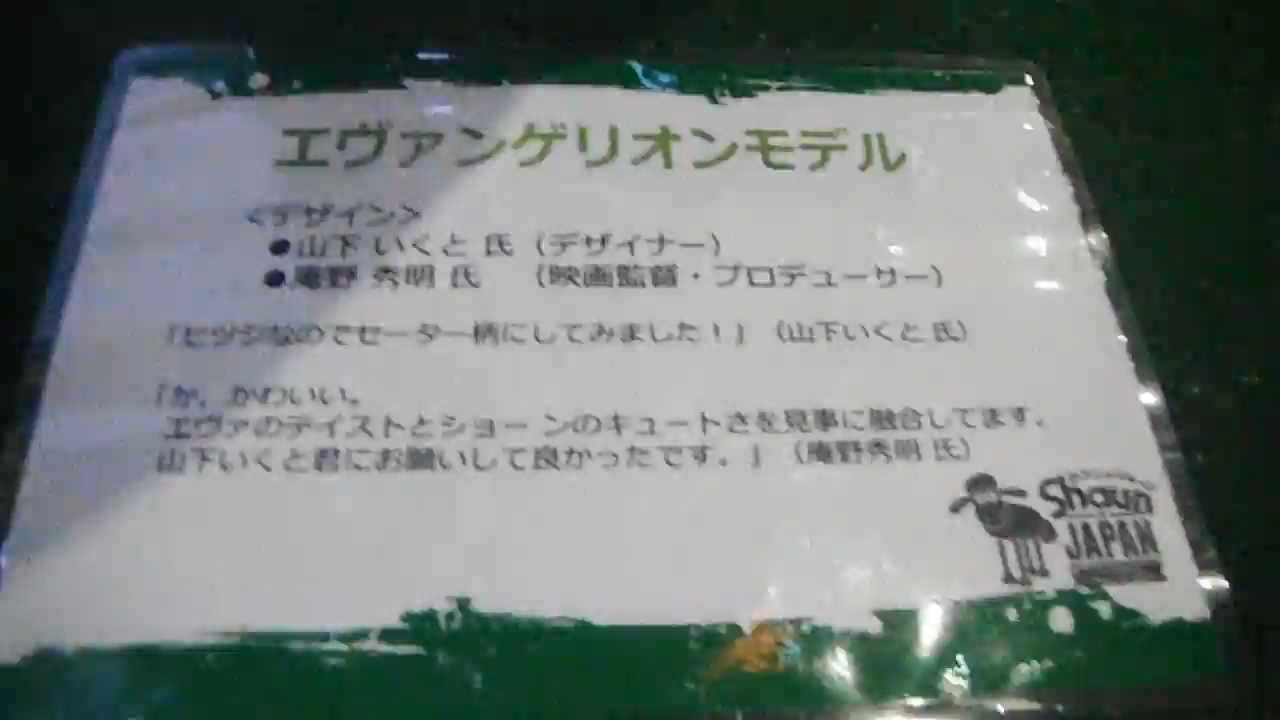 エヴァンゲリオンモデル
<デザイン>
●山下 いくと 氏（デザイナー）
●庵野 秀明 氏　（映画監督・プロデューサー）
「ヒツジなのでセーター柄にしてみました！」（山下いくと 氏）
「か、かわいい。
エヴァのテイストとショーンのキュートさを見事に融合してます。
山下いくと君にお願いして良かったです。」（庵野秀明 氏）
Shaun
JAPAN